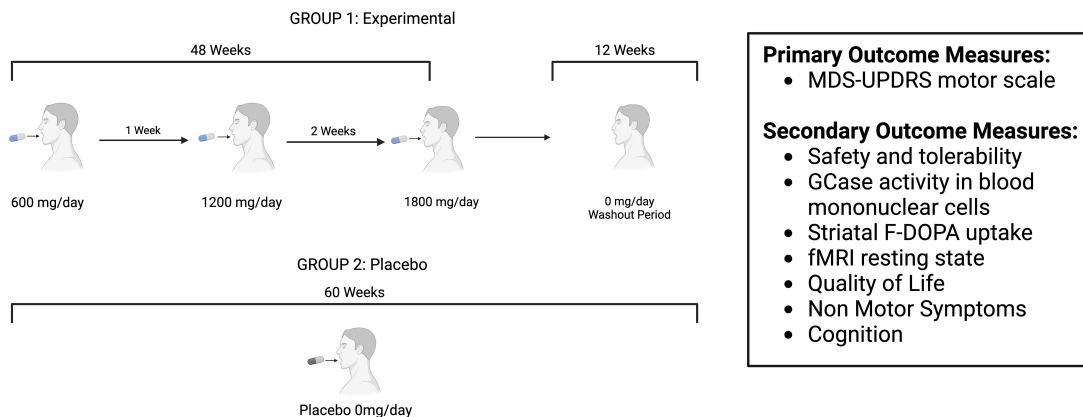 GROUP 1: Experimental
48 Weeks
12 Weeks
1 Week
2 Weeks
600 mg/day
1200 mg/day
1800 mg/day
0 mg/day
Washout Period
GROUP 2: Placebo
60 Weeks
Placebo 0mg/day
Primary Outcome Measures:
• MDS-UPDRS motor scale
Secondary Outcome Measures:
• Safety and tolerability
• GCase activity in blood
mononuclear cells
• Striatal F-DOPA uptake
• fMRI resting state
• Quality of Life
• Non Motor Symptoms
• Cognition